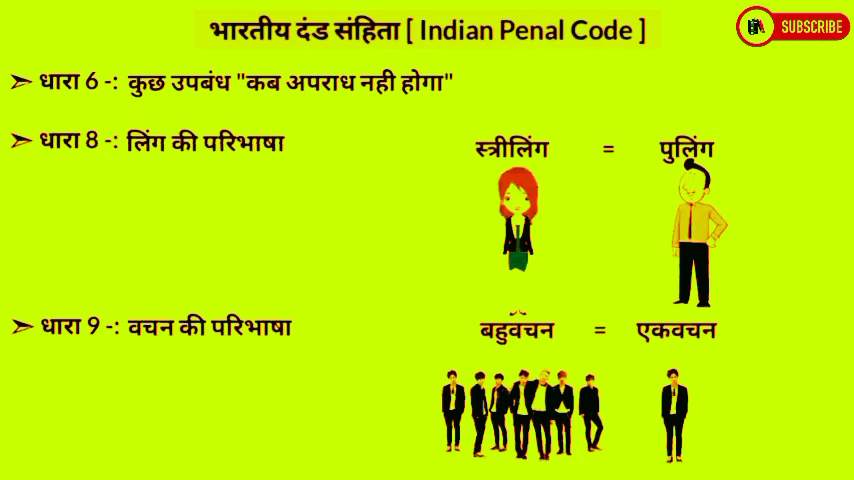 भारतीय दंड संहिता [ Indian Penal Code ]
SUBSCRIBE
➣ धारा 6 -: कुछ उपबंध "कब अपराध नही होगा"
➣ धारा 8 -: लिंग की परिभाषा
स्त्रीलिंग = पुलिंग
➣ धारा 9 -: वचन की परिभाषा
बहुवचन = एकवचन